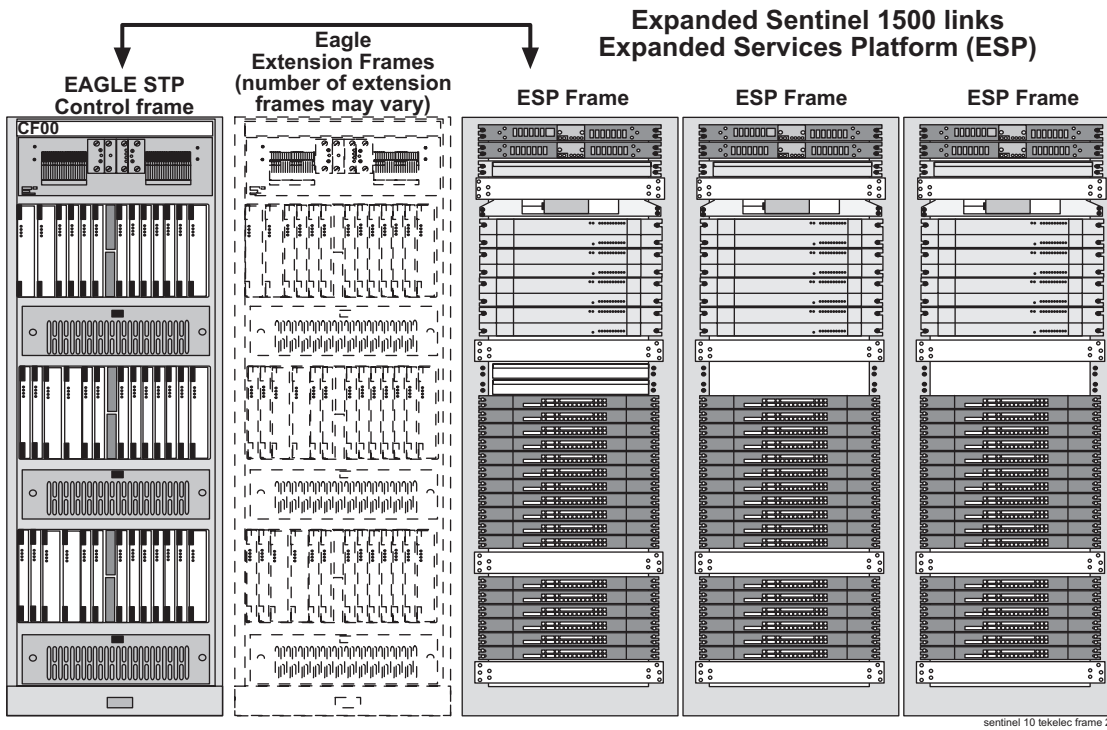 Expanded Sentinel 1500 links
Expanded Services Platform (ESP)
EAGLE STP
Control frame
Eagle
Extension Frames
(number of extension
frames may vary)
ESP Frame
ESP Frame
ESP Frame
CF00
sentinel 10 tekelec frame 2